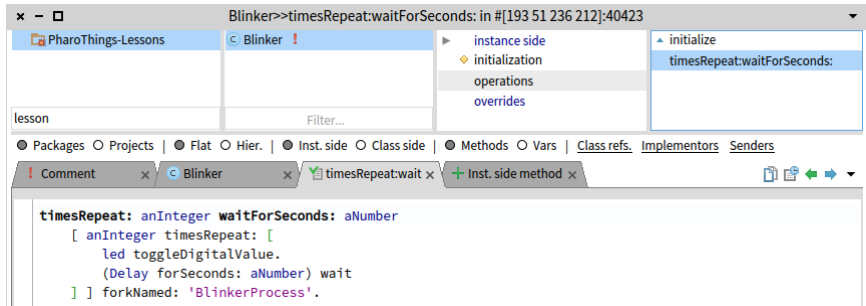 Blinker>>timesRepeat:waitForSeconds: in #[193 51 236 212]:40423
PharoThings-Lessons
Blinker !
instance side
initialization
operations
overrides
initialize
timesRepeat:waitForSeconds:
lesson
Filter...
Packages Projects | Flat Hier. | Inst. side Class side | Methods Vars | Class refs. Implementors Senders
! Comment × C Blinker × timesRepeat:wait × + Inst. side method ×
timesRepeat: anInteger waitForSeconds: aNumber
[ anInteger timesRepeat: [
led toggleDigitalValue.
(Delay forSeconds: aNumber) wait
] ] forkNamed: 'BlinkerProcess'.